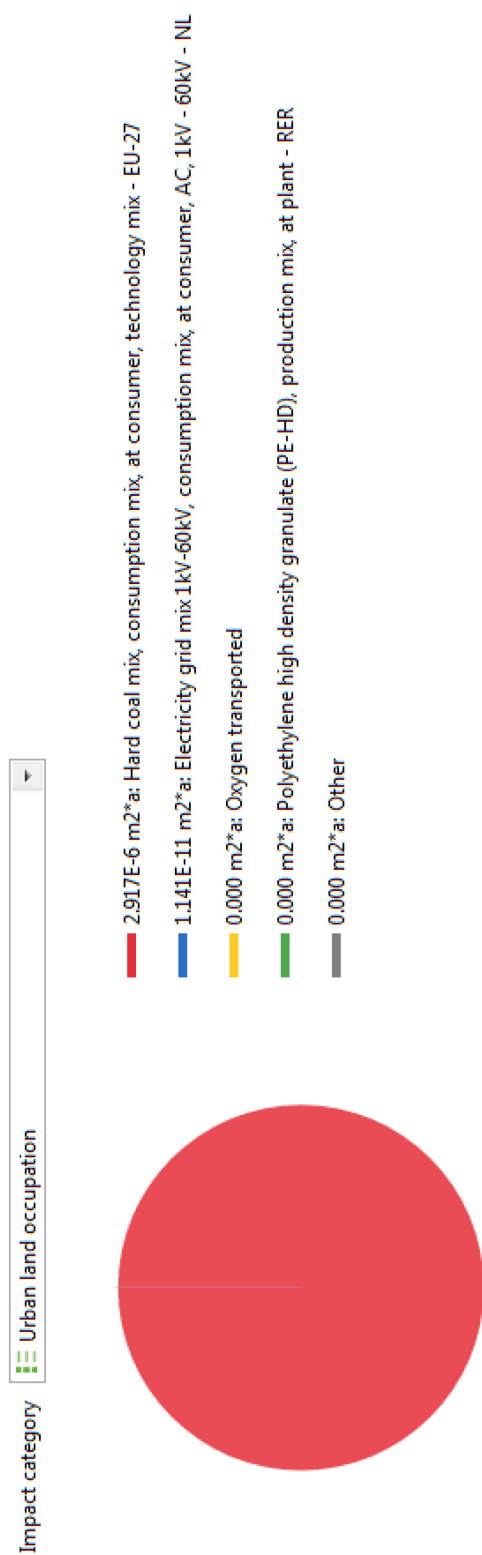 Impact category Urban land occupation
2.917E-6 m2*a: Hard coal mix, consumption mix, at consumer, technology mix - EU-27
1.141E-11 m2*a: Electricity grid mix 1kV-60kV, consumption mix, at consumer, AC, 1kV - 60kV - NL
0.000 m2*a: Oxygen transported
0.000 m2*a: Polyethylene high density granulate (PE-HD), production mix, at plant - RER
0.000 m2*a: Other